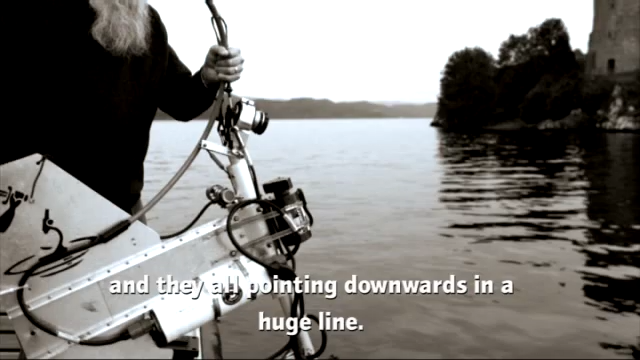 and they all pointing downwards in a
huge line.